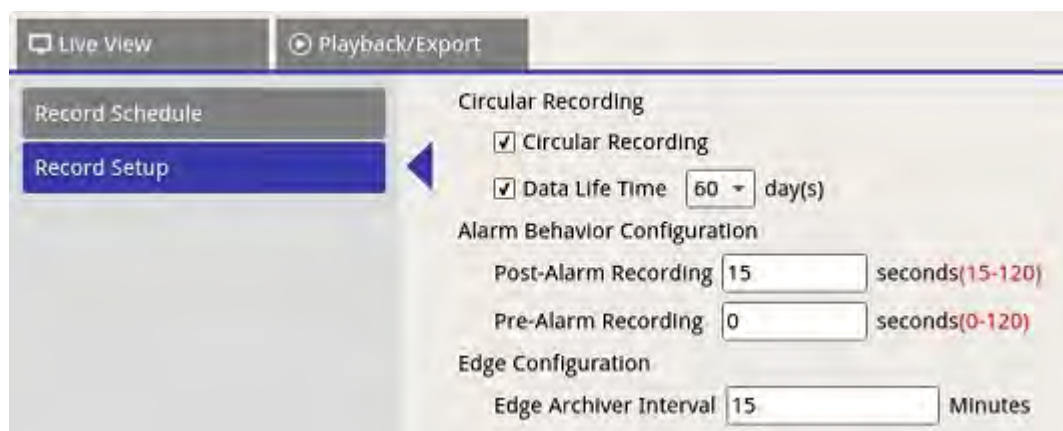 Live View
Playback/Export
Record Schedule
Record Setup
Circular Recording
Circular Recording
Data Life Time 60 day(s)
Alarm Behavior Configuration
Post-Alarm Recording 15 seconds(15-120)
Pre-Alarm Recording 0 seconds(0-120)
Edge Configuration
Edge Archiver Interval 15 Minutes